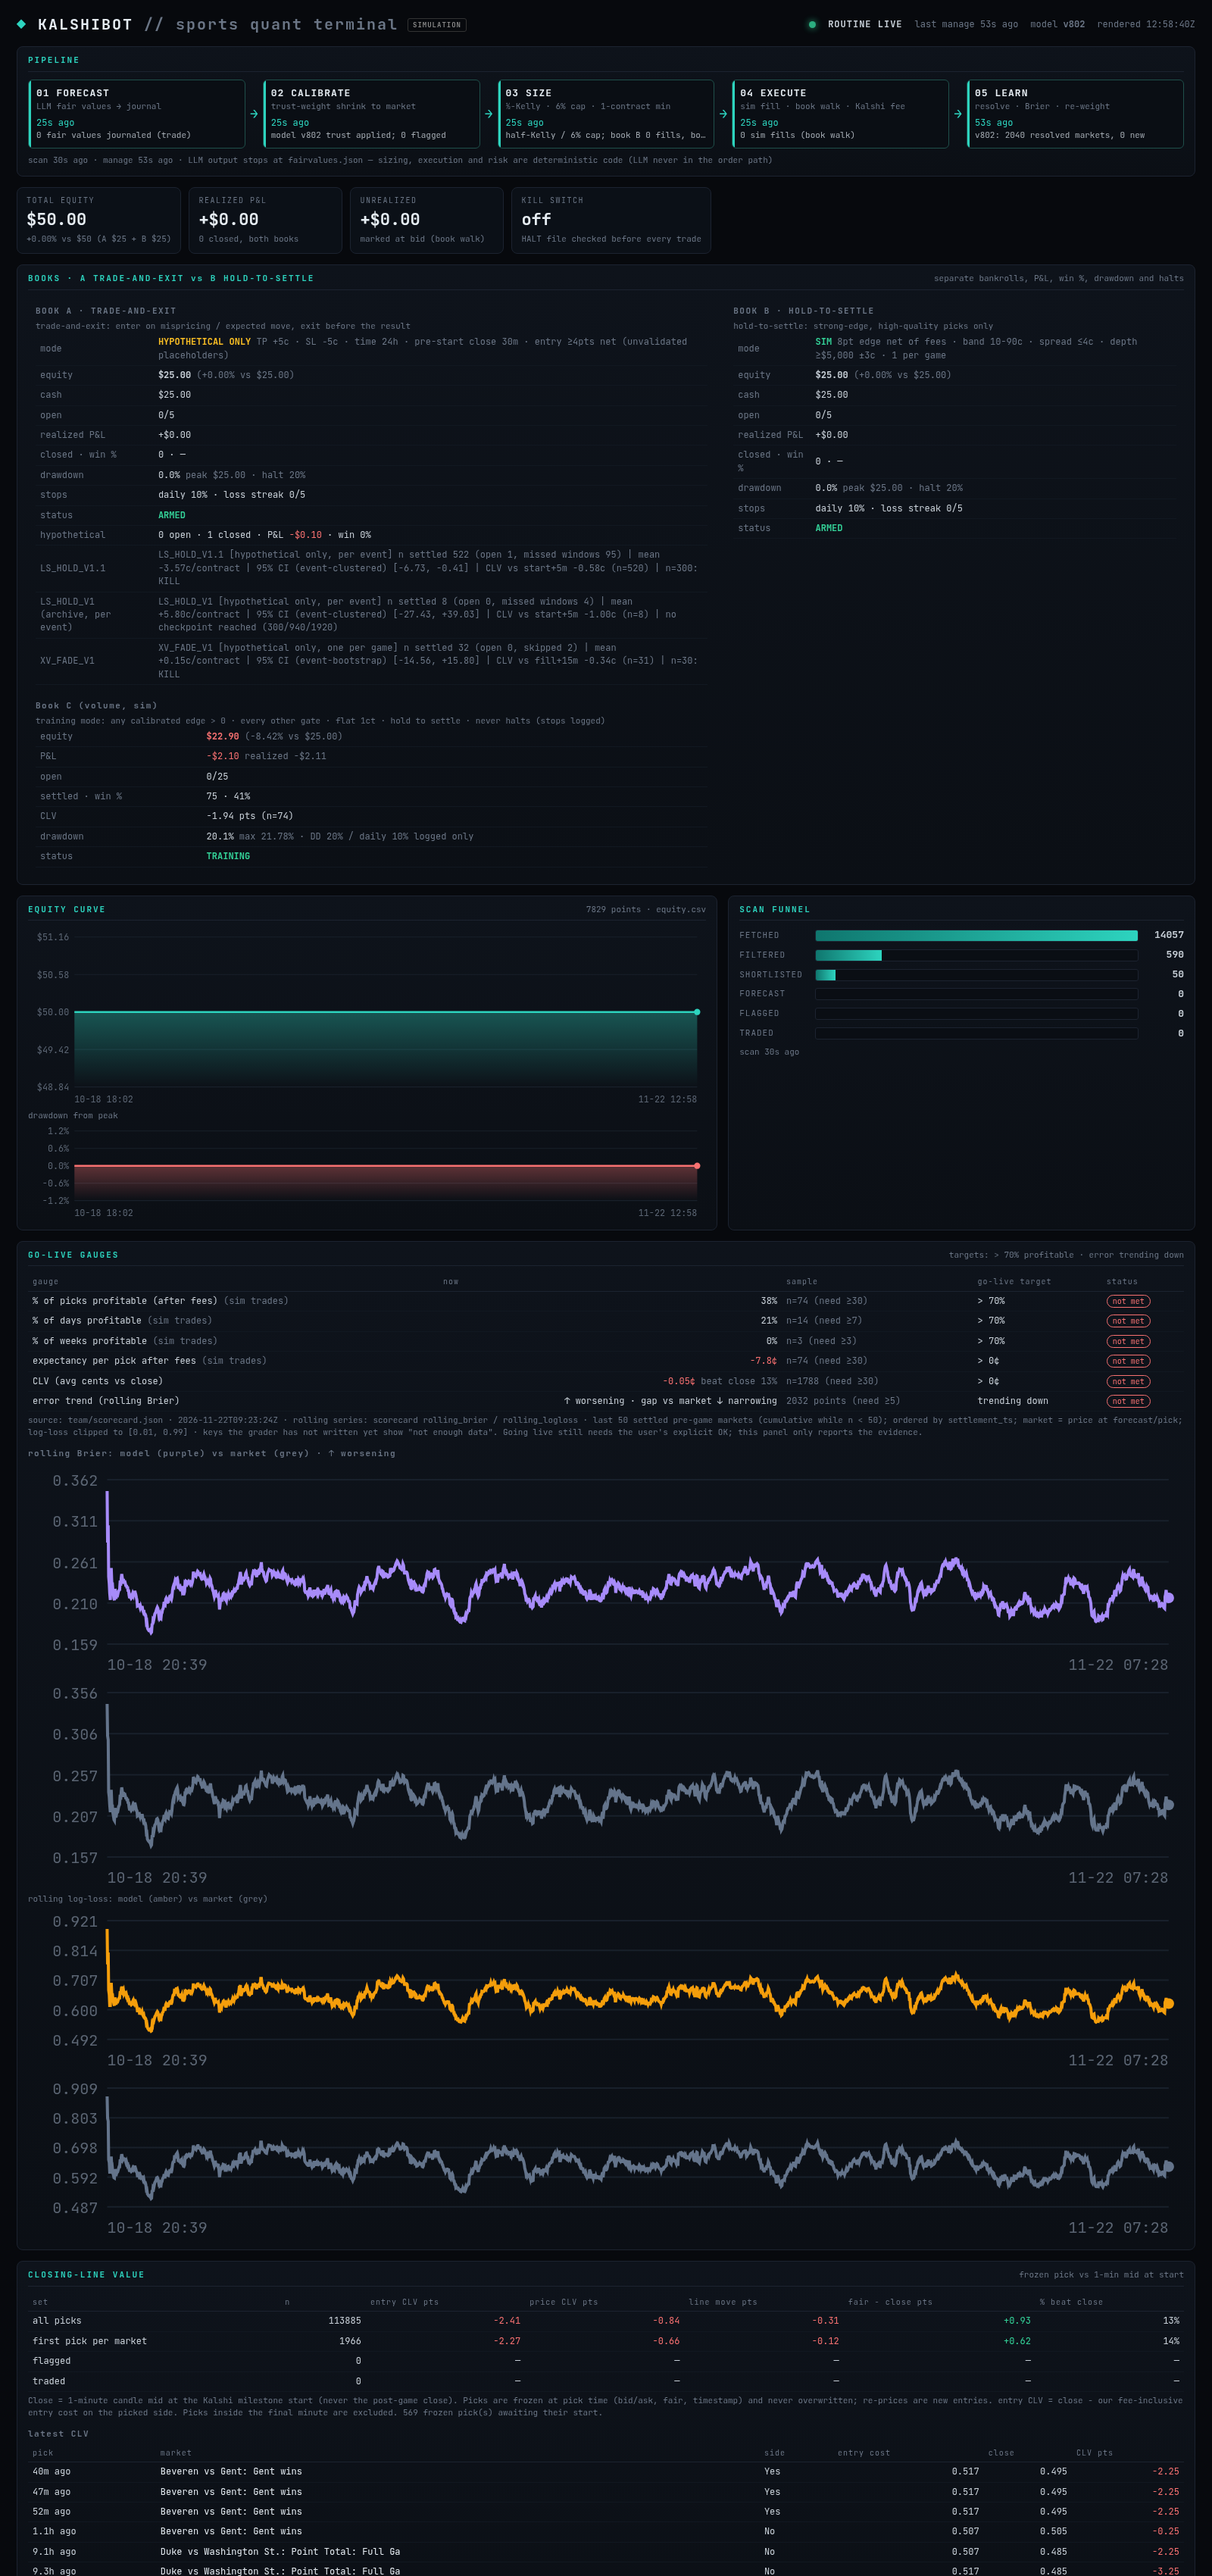 ◆ KALSHIBOT // sports quant terminal SIMULATION
ROUTINE LIVE last manage 53s ago model v802 rendered 12:58:40Z
PIPELINE
01 FORECAST
LLM fair values → journal
25s ago
0 fair values journaled (trade)
→
02 CALIBRATE
trust-weight shrink to market
25s ago
model v802 trust applied; 0 flagged
→
03 SIZE
½-Kelly · 6% cap · 1-contract min
25s ago
half-Kelly / 6% cap; book B 0 fills, bo…
→
04 EXECUTE
sim fill · book walk · Kalshi fee
25s ago
0 sim fills (book walk)
→
05 LEARN
resolve · Brier · re-weight
53s ago
v802: 2040 resolved markets, 0 new
scan 30s ago · manage 53s ago · LLM output stops at fairvalues.json — sizing, execution and risk are deterministic code (LLM never in the order path)
TOTAL EQUITY
$50.00
+0.00% vs $50 (A $25 + B $25)
REALIZED P&L
+$0.00
0 closed, both books
UNREALIZED
+$0.00
marked at bid (book walk)
KILL SWITCH
off
HALT file checked before every trade
BOOKS · A TRADE-AND-EXIT vs B HOLD-TO-SETTLE
separate bankrolls, P&L, win %, drawdown and halts
BOOK A · TRADE-AND-EXIT
trade-and-exit: enter on mispricing / expected move, exit before the result
mode HYPOTHETICAL ONLY TP +5c · SL -5c · time 24h · pre-start close 30m · entry ≥4pts net (unvalidated
placeholders)
equity $25.00 (+0.00% vs $25.00)
cash $25.00
open 0/5
realized P&L +$0.00
closed · win % 0 · —
drawdown 0.0% peak $25.00 · halt 20%
stops daily 10% · loss streak 0/5
status ARMED
hypothetical 0 open · 1 closed · P&L -$0.10 · win 0%
LS_HOLD_V1.1 LS_HOLD_V1.1 [hypothetical only, per event] n settled 522 (open 1, missed windows 95) | mean
-3.57c/contract | 95% CI (event-clustered) [-6.73, -0.41] | CLV vs start+5m -0.58c (n=520) | n=300:
KILL
LS_HOLD_V1 (archive, per event) LS_HOLD_V1 [hypothetical only, per event] n settled 8 (open 0, missed windows 4) | mean
+5.80c/contract | 95% CI (event-clustered) [-27.43, +39.03] | CLV vs start+5m -1.00c (n=8) | no
checkpoint reached (300/940/1920)
XV_FADE_V1 XV_FADE_V1 [hypothetical only, one per game] n settled 32 (open 0, skipped 2) | mean
+0.15c/contract | 95% CI (event-bootstrap) [-14.56, +15.80] | CLV vs fill+15m -0.34c (n=31) | n=30:
KILL
BOOK B · HOLD-TO-SETTLE
hold-to-settle: strong-edge, high-quality picks only
mode SIM 8pt edge net of fees · band 10-90c · spread ≤4c · depth
≥$5,000 ±3c · 1 per game
equity $25.00 (+0.00% vs $25.00)
cash $25.00
open 0/5
realized P&L +$0.00
closed · win % 0 · —
drawdown 0.0% peak $25.00 · halt 20%
stops daily 10% · loss streak 0/5
status ARMED
Book C (volume, sim)
training mode: any calibrated edge > 0 · every other gate · flat 1ct · hold to settle · never halts (stops logged)
equity $22.90 (-8.42% vs $25.00)
P&L -$2.10 realized -$2.11
open 0/25
settled · win % 75 · 41%
CLV -1.94 pts (n=74)
drawdown 20.1% max 21.78% · DD 20% / daily 10% logged only
status TRAINING
EQUITY CURVE
7829 points · equity.csv
$51.16
$50.58
$50.00
$49.42
$48.84
10-18 18:02 11-22 12:58
drawdown from peak
1.2%
0.6%
0.0%
-0.6%
-1.2%
10-18 18:02 11-22 12:58
SCAN FUNNEL
FETCHED 14057
FILTERED 590
SHORTLISTED 50
FORECAST 0
FLAGGED 0
TRADED 0
scan 30s ago
GO-LIVE GAUGES
targets: > 70% profitable · error trending down
gauge now sample go-live target status
% of picks profitable (after fees) (sim trades) 38% n=74 (need ≥30) > 70% not met
% of days profitable (sim trades) 21% n=14 (need ≥7) > 70% not met
% of weeks profitable (sim trades) 0% n=3 (need ≥3) > 70% not met
expectancy per pick after fees (sim trades) -7.8¢ n=74 (need ≥30) > 0¢ not met
CLV (avg cents vs close) -0.05¢ beat close 13% n=1788 (need ≥30) > 0¢ not met
error trend (rolling Brier) ↑ worsening · gap vs market ↓ narrowing 2032 points (need ≥5) trending down not met
source: team/scorecard.json · 2026-11-22T09:23:24Z · rolling series: scorecard rolling_brier / rolling_logloss · last 50 settled pre-game markets (cumulative while n < 50); ordered by settlement_ts; market = price at forecast/pick;
log-loss clipped to [0.01, 0.99] · keys the grader has not written yet show "not enough data". Going live still needs the user's explicit OK; this panel only reports the evidence.
rolling Brier: model (purple) vs market (grey) · ↑ worsening
0.362
0.311
0.261
0.210
0.159
10-18 20:39 11-22 07:28
0.356
0.306
0.257
0.207
0.157
10-18 20:39 11-22 07:28
rolling log-loss: model (amber) vs market (grey)
0.921
0.814
0.707
0.600
0.492
10-18 20:39 11-22 07:28
0.909
0.803
0.698
0.592
0.487
10-18 20:39 11-22 07:28
CLOSING-LINE VALUE
frozen pick vs 1-min mid at start
set n entry CLV pts price CLV pts line move pts fair - close pts % beat close
all picks 113885 -2.41 -0.84 -0.31 +0.93 13%
first pick per market 1966 -2.27 -0.66 -0.12 +0.62 14%
flagged 0 — — — — —
traded 0 — — — — —
Close = 1-minute candle mid at the Kalshi milestone start (never the post-game close). Picks are frozen at pick time (bid/ask, fair, timestamp) and never overwritten; re-prices are new entries. entry CLV = close - our fee-inclusive
entry cost on the picked side. Picks inside the final minute are excluded. 569 frozen pick(s) awaiting their start.
latest CLV
pick market side entry cost close CLV pts
40m ago Beveren vs Gent: Gent wins Yes 0.517 0.495 -2.25
47m ago Beveren vs Gent: Gent wins Yes 0.517 0.495 -2.25
52m ago Beveren vs Gent: Gent wins Yes 0.517 0.495 -2.25
1.1h ago Beveren vs Gent: Gent wins No 0.507 0.505 -0.25
9.1h ago Duke vs Washington St.: Point Total: Full Ga No 0.507 0.485 -2.25
9.3h ago Duke vs Washington St.: Point Total: Full Ga No 0.517 0.485 -3.25